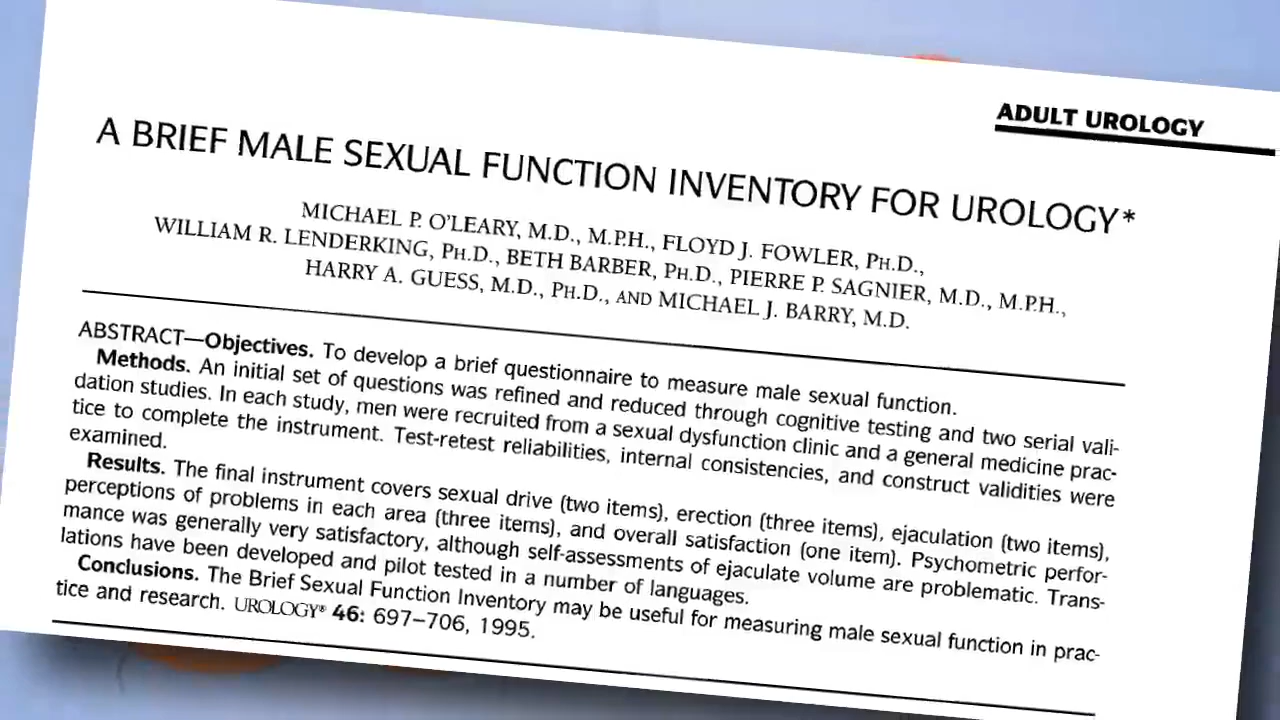 ADULT UROLOGY
A BRIEF MALE SEXUAL FUNCTION INVENTORY FOR UROLOGY*
MICHAEL P. O'LEARY, M.D., M.P.H., FLOYD J. FOWLER, PH.D.,
WILLIAM R. LENDERKING, PH.D., BETH BARBER, PH.D., PIERRE P. SAGNIER, M.D., M.P.H.,
HARRY A. GUESS, M.D., PH.D., AND MICHAEL J. BARRY, M.D.
ABSTRACT—Objectives. To develop a brief questionnaire to measure male sexual function.
Methods. An initial set of questions was refined and reduced through cognitive testing and two serial vali-
dation studies. In each study, men were recruited from a sexual dysfunction clinic and a general medicine prac-
tice to complete the instrument. Test-retest reliabilities, internal consistencies, and construct validities were
examined.
Results. The final instrument covers sexual drive (two items), erection (three items), ejaculation (two items),
perceptions of problems in each area (three items), and overall satisfaction (one item). Psychometric perfor-
mance was generally very satisfactory, although self-assessments of ejaculate volume are problematic. Trans-
lations have been developed and pilot tested in a number of languages.
Conclusions. The Brief Sexual Function Inventory may be useful for measuring male sexual function in prac-
tice and research. UROLOGY® 46: 697–706, 1995.